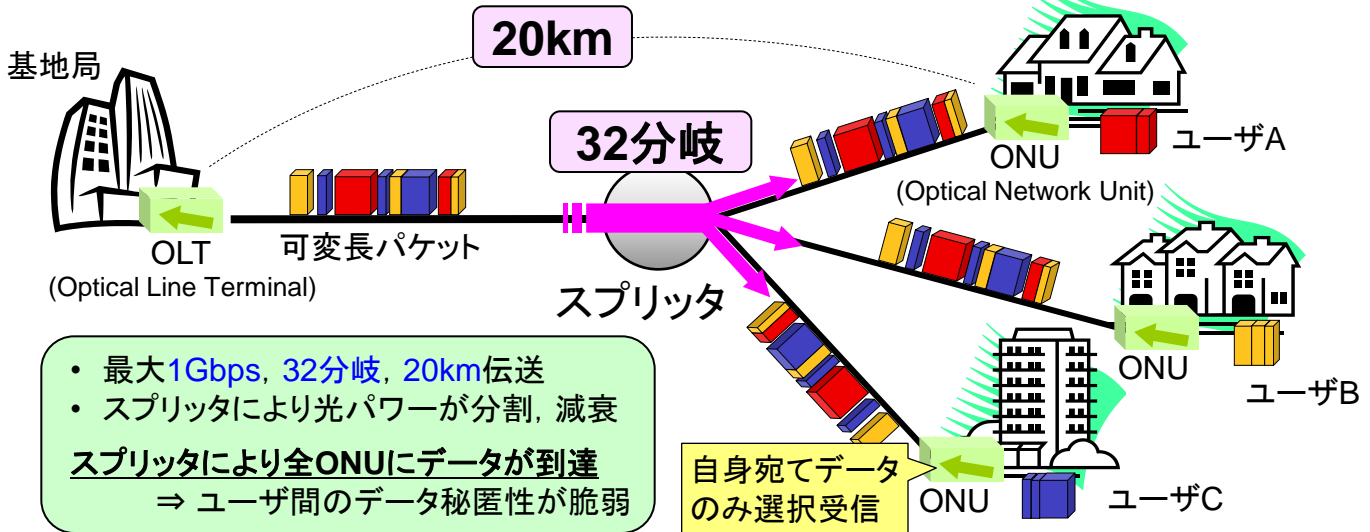 20km
基地局
32分岐
ユーザA
ONU
(Optical Network Unit)
OLT
(Optical Line Terminal)
可変長パケット
スプリッタ
ONU
ユーザB
• 最大1Gbps, 32分岐, 20km伝送
• スプリッタにより光パワーが分割, 減衰
スプリッタにより全ONUにデータが到達
⇒ ユーザ間のデータ秘匿性が脆弱
自身宛てデータ
のみ選択受信
ONU
ユーザC